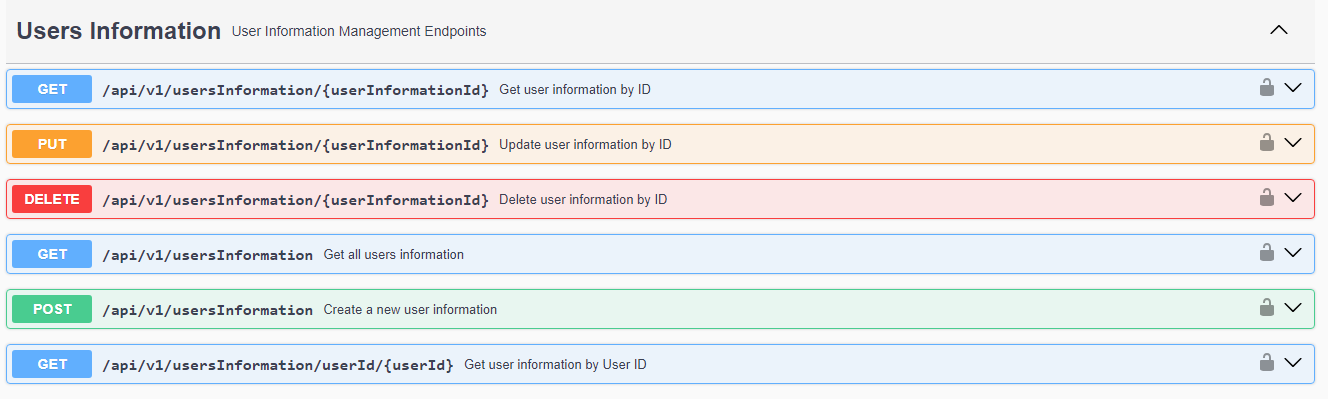 Users Information User Information Management Endpoints
GET /api/v1/usersInformation/{userInformationId} Get user information by ID
PUT /api/v1/usersInformation/{userInformationId} Update user information by ID
DELETE /api/v1/usersInformation/{userInformationId} Delete user information by ID
GET /api/v1/usersInformation Get all users information
POST /api/v1/usersInformation Create a new user information
GET /api/v1/usersInformation/userId/{userId} Get user information by User ID